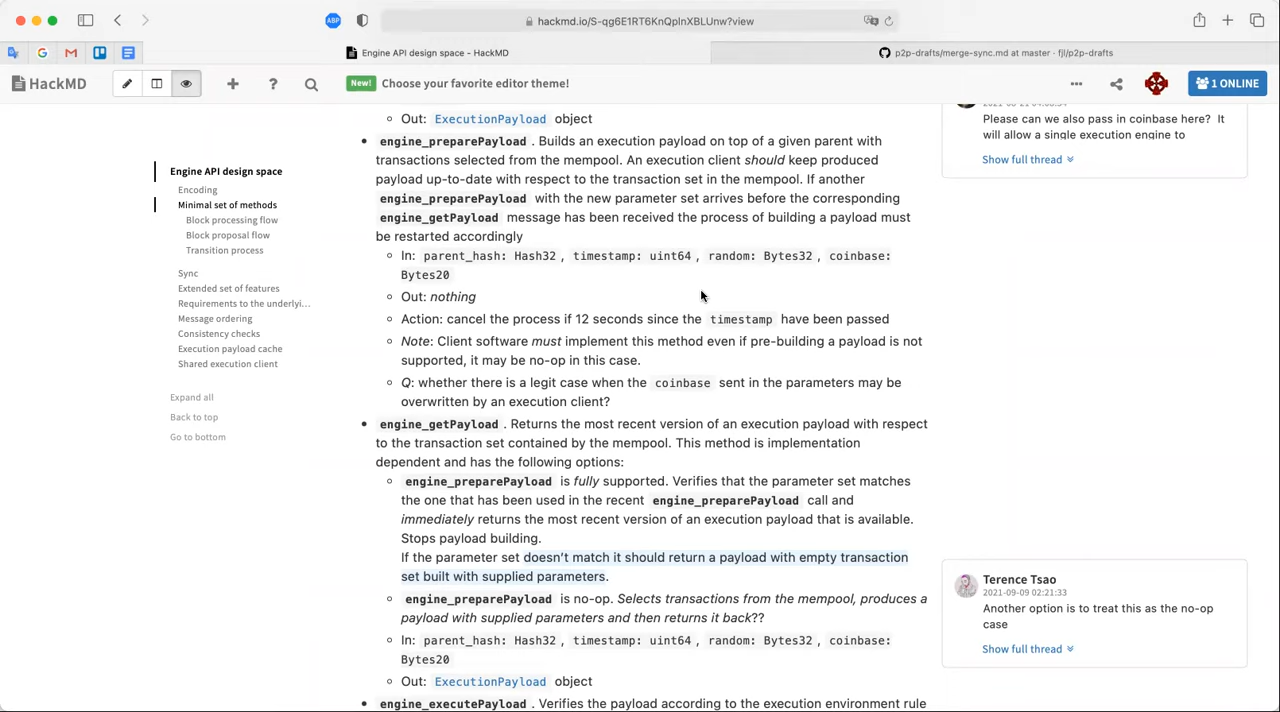 ABP
hackmd.io/S-qg6E1RT6KnQpInXBLUnw?view
Engine API design space - HackMD
p2p-drafts/merge-sync.md at master · fjl/p2p-drafts
HackMD
New!
Choose your favorite editor theme!
1 ONLINE
Engine API design space
Encoding
Minimal set of methods
Block processing flow
Block proposal flow
Transition process
Sync
Extended set of features
Requirements to the underlyi...
Message ordering
Consistency checks
Execution payload cache
Shared execution client
Expand all
Back to top
Go to bottom
Out: ExecutionPayload object
engine_preparePayload . Builds an execution payload on top of a given parent with
transactions selected from the mempool. An execution client should keep produced
payload up-to-date with respect to the transaction set in the mempool. If another
engine_preparePayload with the new parameter set arrives before the corresponding
engine_getPayload message has been received the process of building a payload must
be restarted accordingly
In: parent_hash: Hash32 , timestamp: uint64 , random: Bytes32 , coinbase:
Bytes20
Out: nothing
Action: cancel the process if 12 seconds since the timestamp have been passed
Note: Client software must implement this method even if pre-building a payload is not
supported, it may be no-op in this case.
Q: whether there is a legit case when the coinbase sent in the parameters may be
overwritten by an execution client?
engine_getPayload . Returns the most recent version of an execution payload with respect
to the transaction set contained by the mempool. This method is implementation
dependent and has the following options:
engine_preparePayload is fully supported. Verifies that the parameter set matches
the one that has been used in the recent engine_preparePayload call and
immediately returns the most recent version of an execution payload that is available.
Stops payload building.
If the parameter set doesn't match it should return a payload with empty transaction
set built with supplied parameters.
engine_preparePayload is no-op. Selects transactions from the mempool, produces a
payload with supplied parameters and then returns it back??
In: parent_hash: Hash32 , timestamp: uint64 , random: Bytes32 , coinbase:
Bytes20
Out: ExecutionPayload object
engine_executePayload . Verifies the payload according to the execution environment rule
Please can we also pass in coinbase here? It
will allow a single execution engine to
Show full thread
Terence Tsao
2021-09-09 02:21:33
Another option is to treat this as the no-op
case
Show full thread